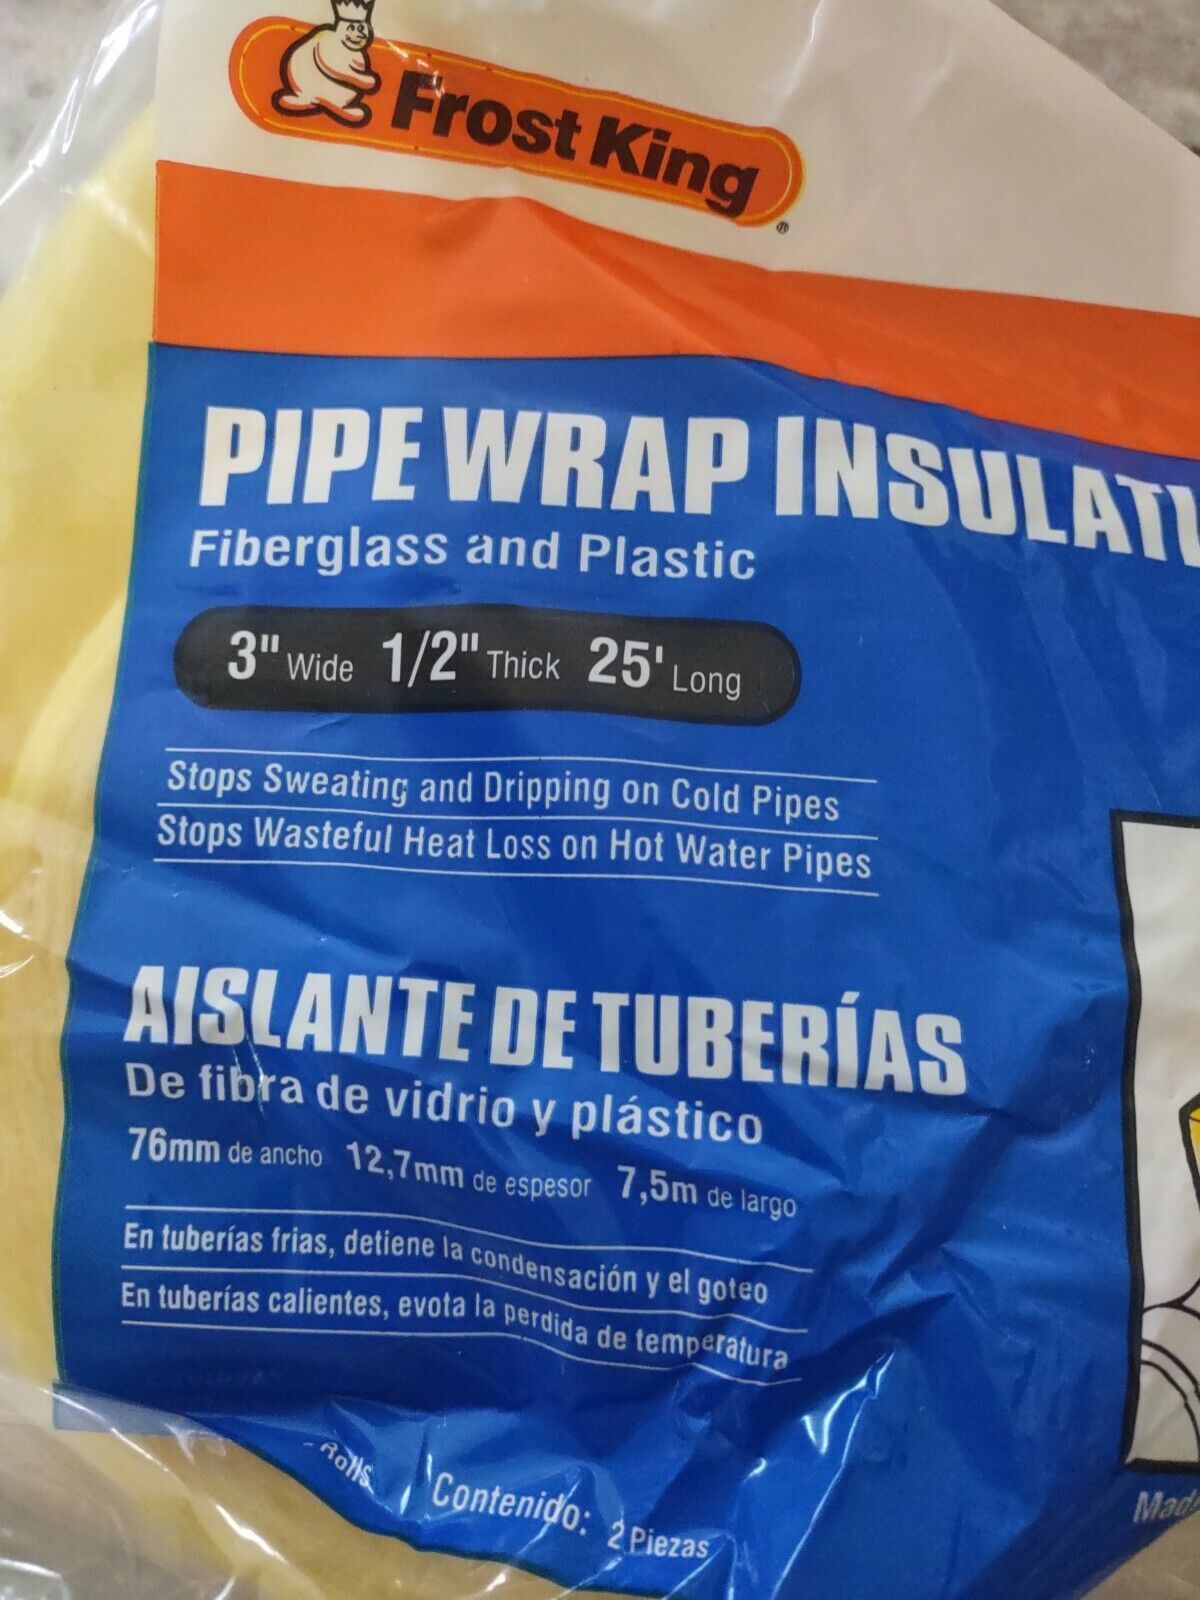 Frost King
®
PIPE WRAP INSULATI
Fiberglass and Plastic
3" Wide 1/2" Thick 25' Long
Stops Sweating and Dripping on Cold Pipes
Stops Wasteful Heat Loss on Hot Water Pipes
AISLANTE DE TUBERÍAS
De fibra de vidrio y plástico
76mm de ancho 12,7mm de espesor 7,5m de largo
En tuberías frias, detiene la condensación y el goteo
En tuberías calientes, evota la perdida de temperatura
Rolls Contenido: 2 Piezas
Mad